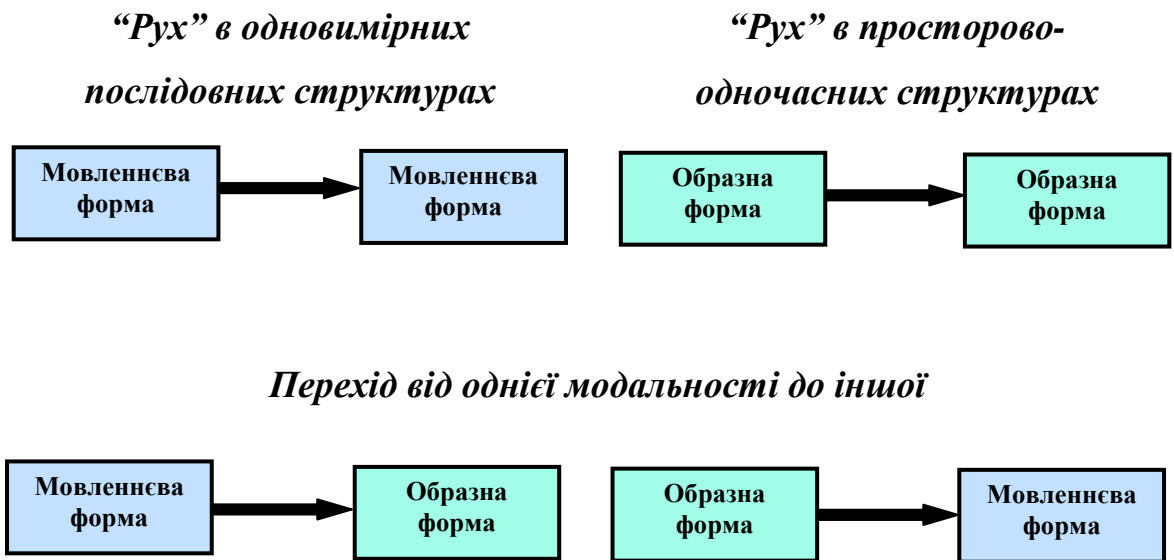 “Рух” в одновимірних
послідовних структурах
“Рух” в просторово-
одночасних структурах
Мовленнєва
форма
Мовленнєва
форма
Образна
форма
Образна
форма
Перехід від однієї модальності до іншої
Мовленнєва
форма
Образна
форма
Образна
форма
Мовленнєва
форма